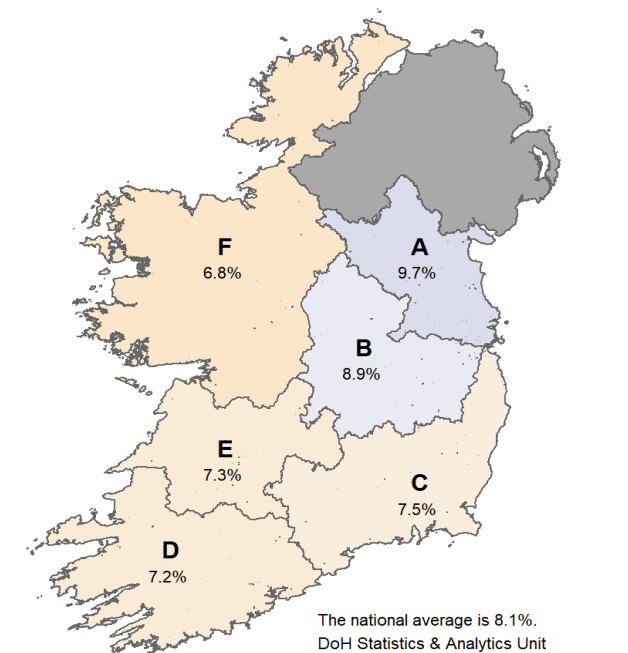 F
6.8%
A
9.7%
B
8.9%
E
7.3%
C
7.5%
D
7.2%
The national average is 8.1%.
DoH Statistics & Analytics Unit